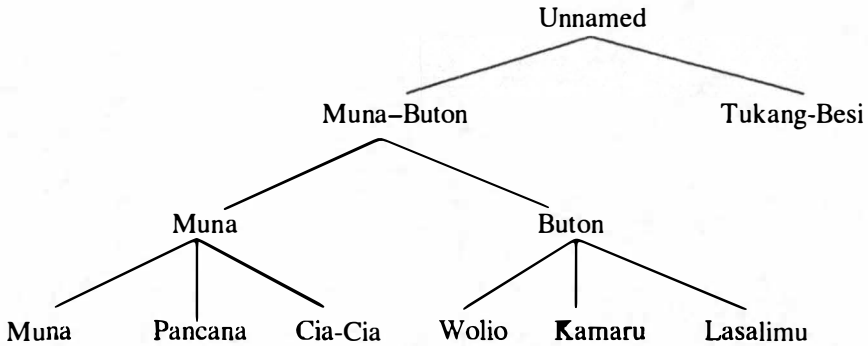 Unnamed
Muna–Buton Tukang-Besi
Muna Buton
Muna Pancana Cia-Cia Wolio Kamaru Lasalimu